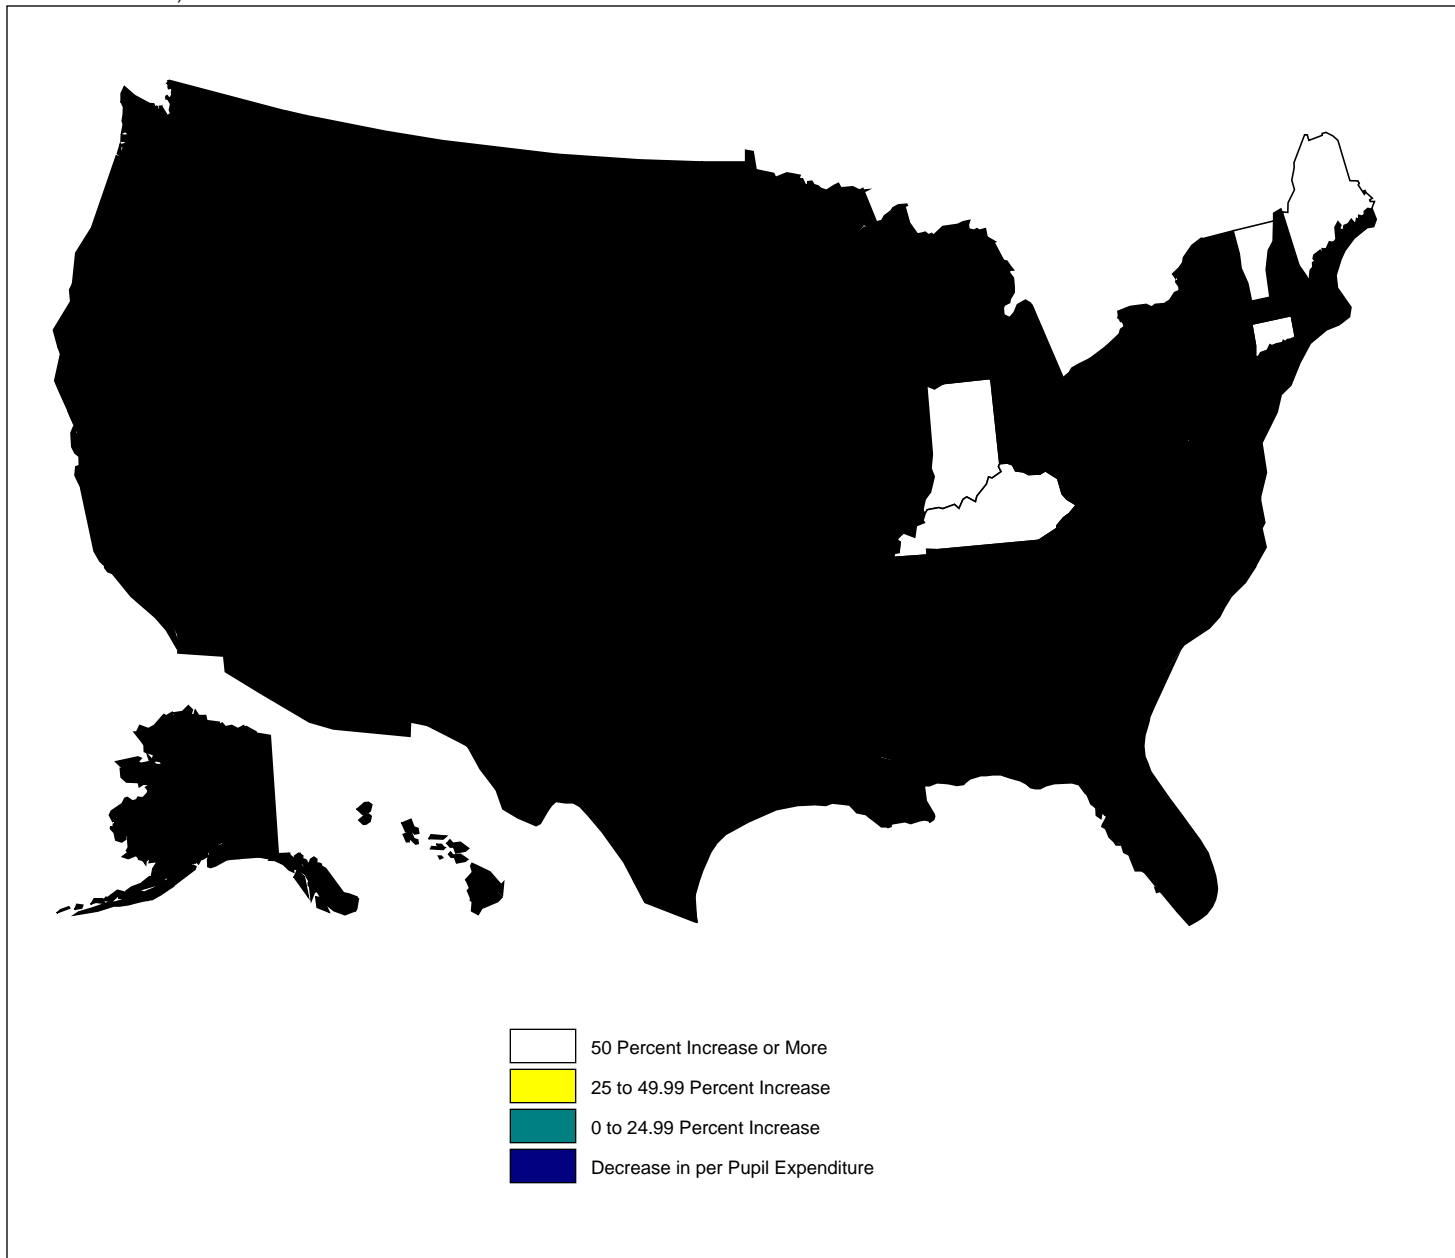 50 Percent Increase or More
25 to 49.99 Percent Increase
0 to 24.99 Percent Increase
Decrease in per Pupil Expenditure